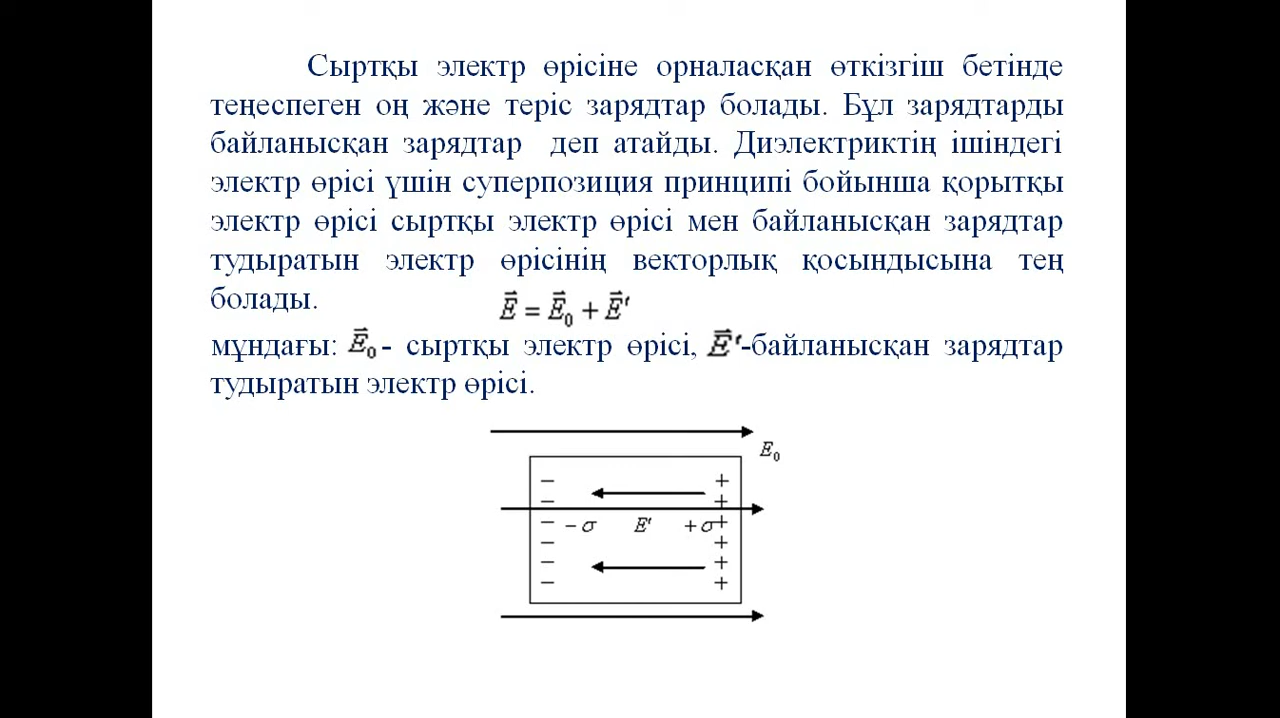 Сыртқы электр өрісіне орналасқан өткізгіш бетінде
теңеспеген оң және теріс зарядтар болады. Бұл зарядтарды
байланысқан зарядтар деп атайды. Диэлектриктің ішіндегі
электр өрісі үшін суперпозиция принципі бойынша қорытқы
электр өрісі сыртқы электр өрісі мен байланысқан зарядтар
тудыратын электр өрісінің векторлық қосындысына тең
болады. E⃗ = E⃗₀ + E⃗′
мұндағы: E⃗₀ - сыртқы электр өрісі, E⃗′-байланысқан зарядтар
тудыратын электр өрісі.
E₀
− +
− +
− −σ E′ +σ +
− +
− +
− +